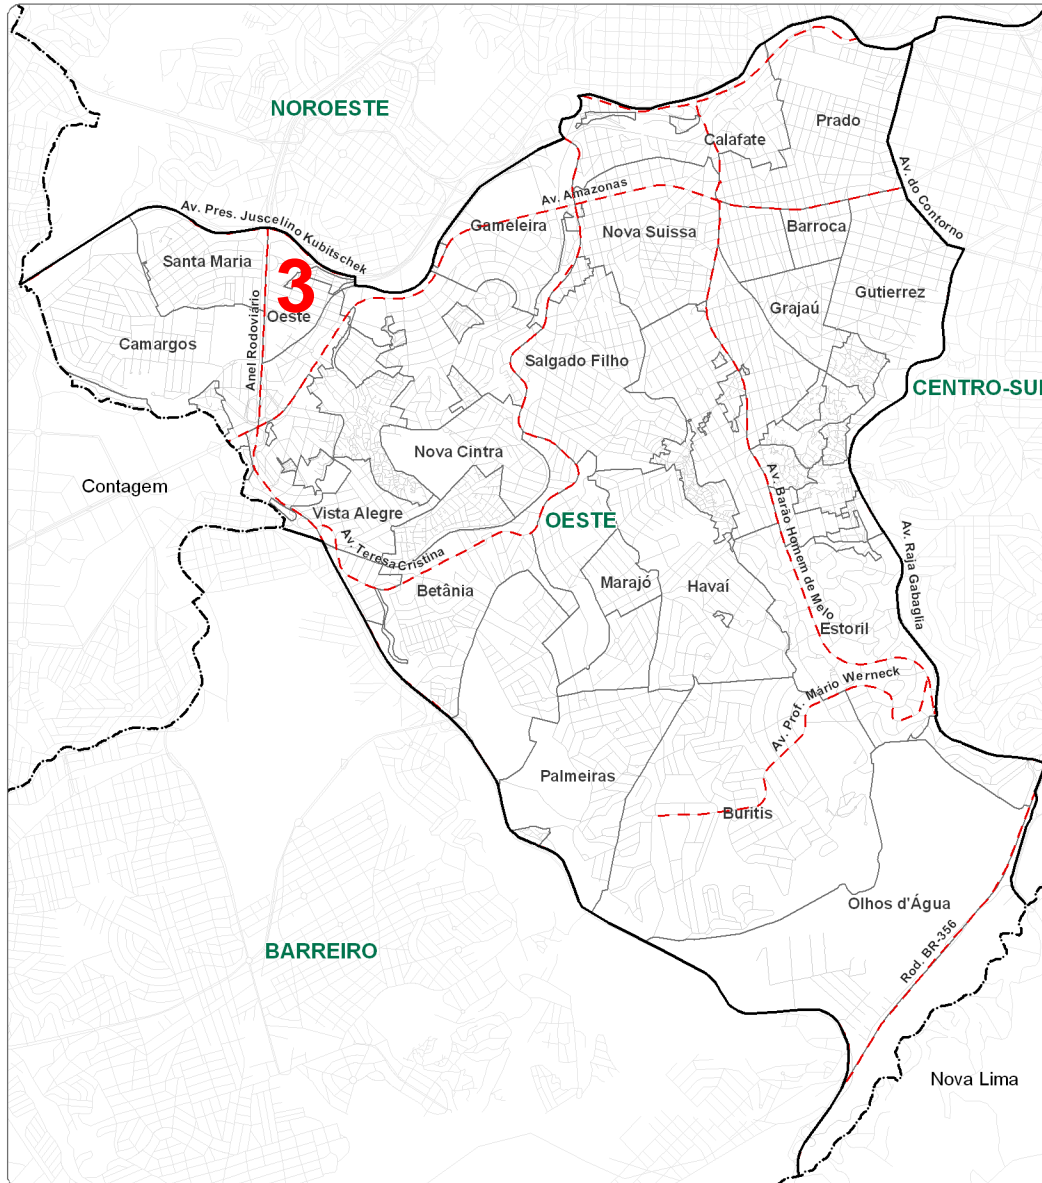 NOROESTE
Prado
Calafate
Av. do Contorno
Av. Amazonas
Av. Pres. Juscelino Kubitschek
Gameleira
Nova Suissa
Barroca
Santa Maria
3
Oeste
Gutierrez
Grajaú
Camargos
Anel Rodoviário
Salgado Filho
CENTRO-SUL
Nova Cintra
Contagem
Vista Alegre
OESTE
Av. Teresa Cristina
Av. Barão Homem de Melo
Av. Raja Gabaglia
Betânia
Marajó
Havaí
Estoril
Av. Prof. Mário Werneck
Palmeiras
Buritis
Olhos d'Água
BARREIRO
Rod. BR-356
Nova Lima